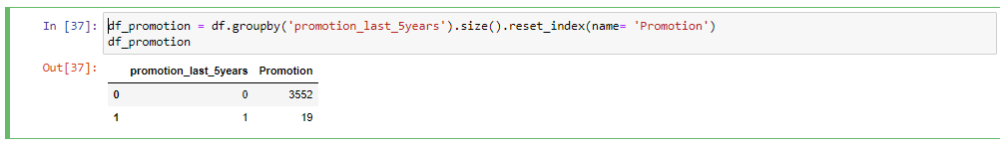 In [37]: df_promotion = df.groupby('promotion_last_5years').size().reset_index(name= 'Promotion')
df_promotion
Out[37]:
promotion_last_5years Promotion
0 0 3552
1 1 19